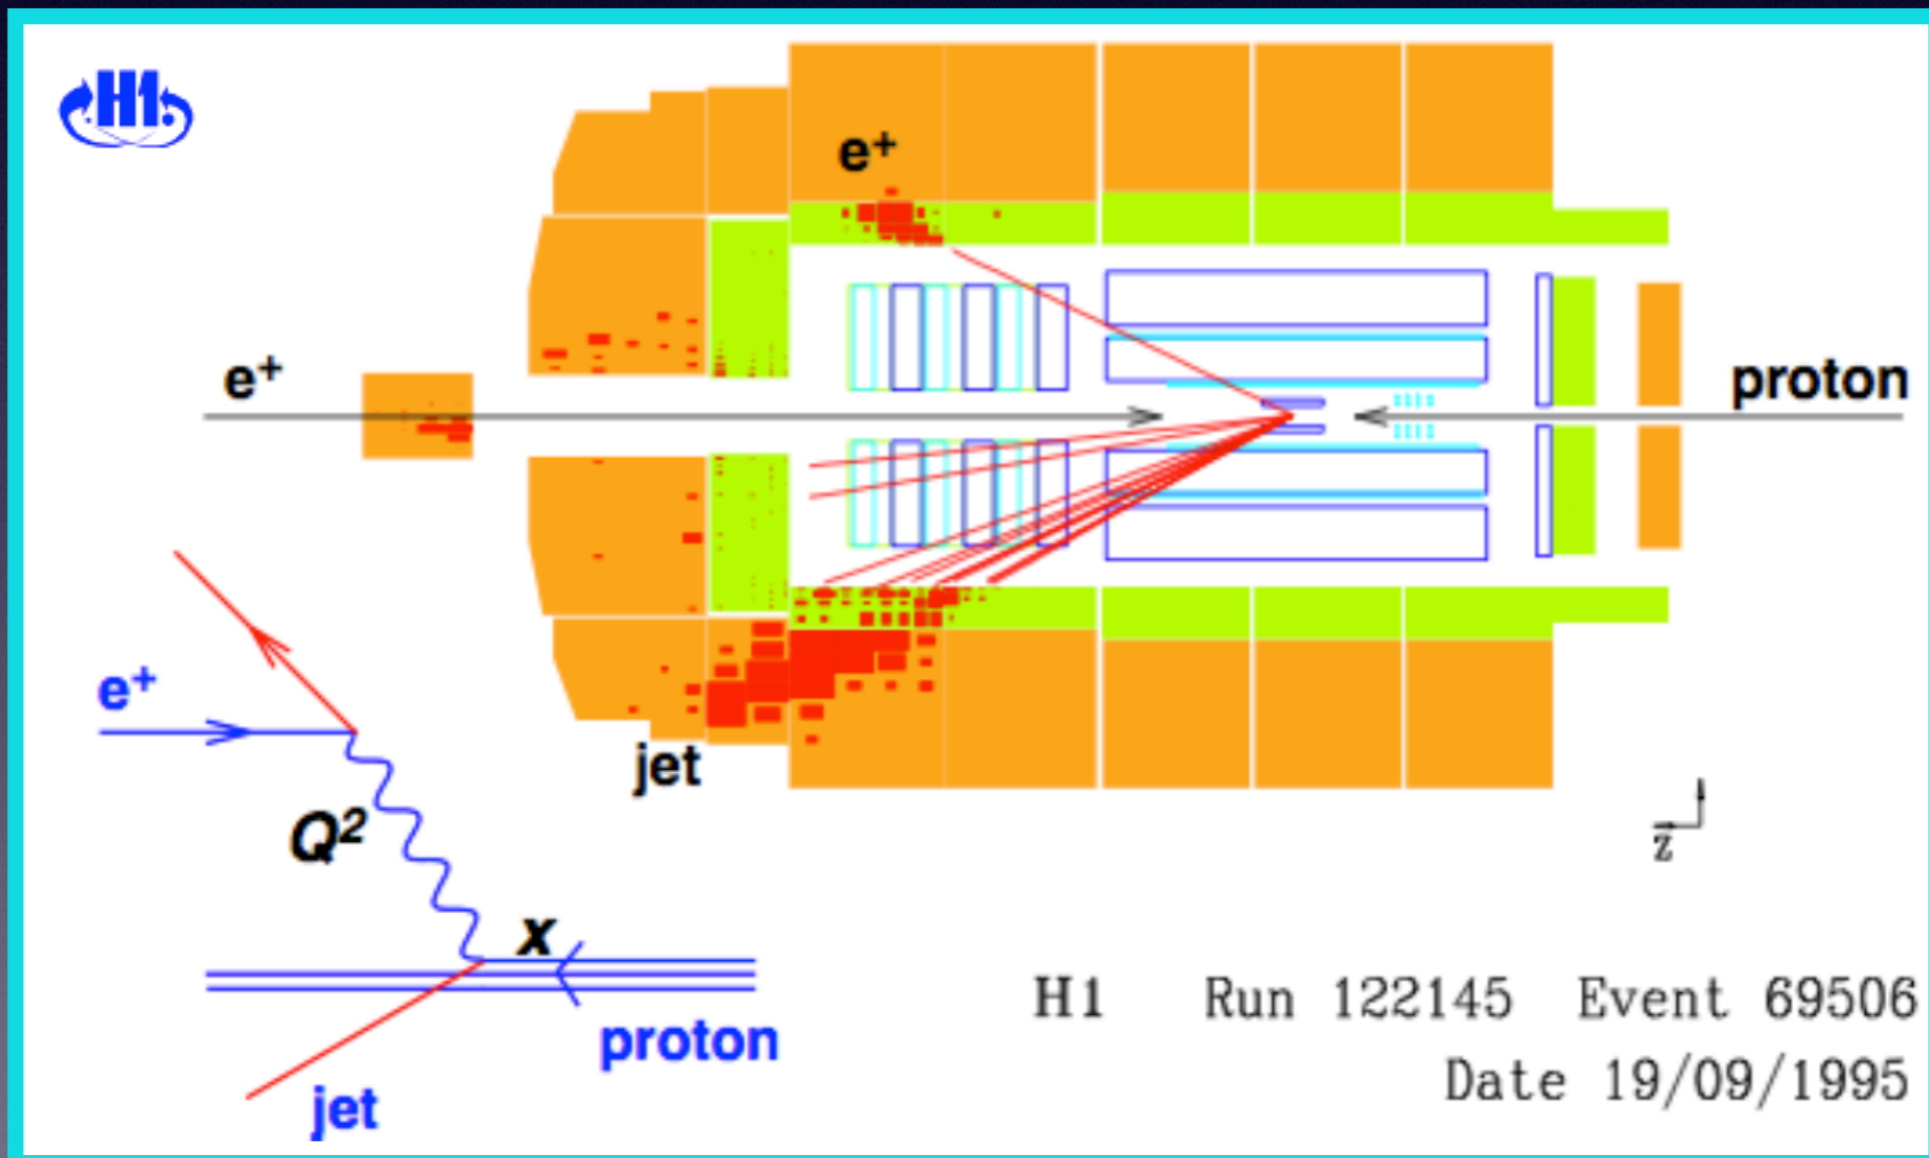 H1
e⁺
e⁺
proton
jet
e⁺
Q²
x
proton
jet
z
H1 Run 122145 Event 69506
Date 19/09/1995